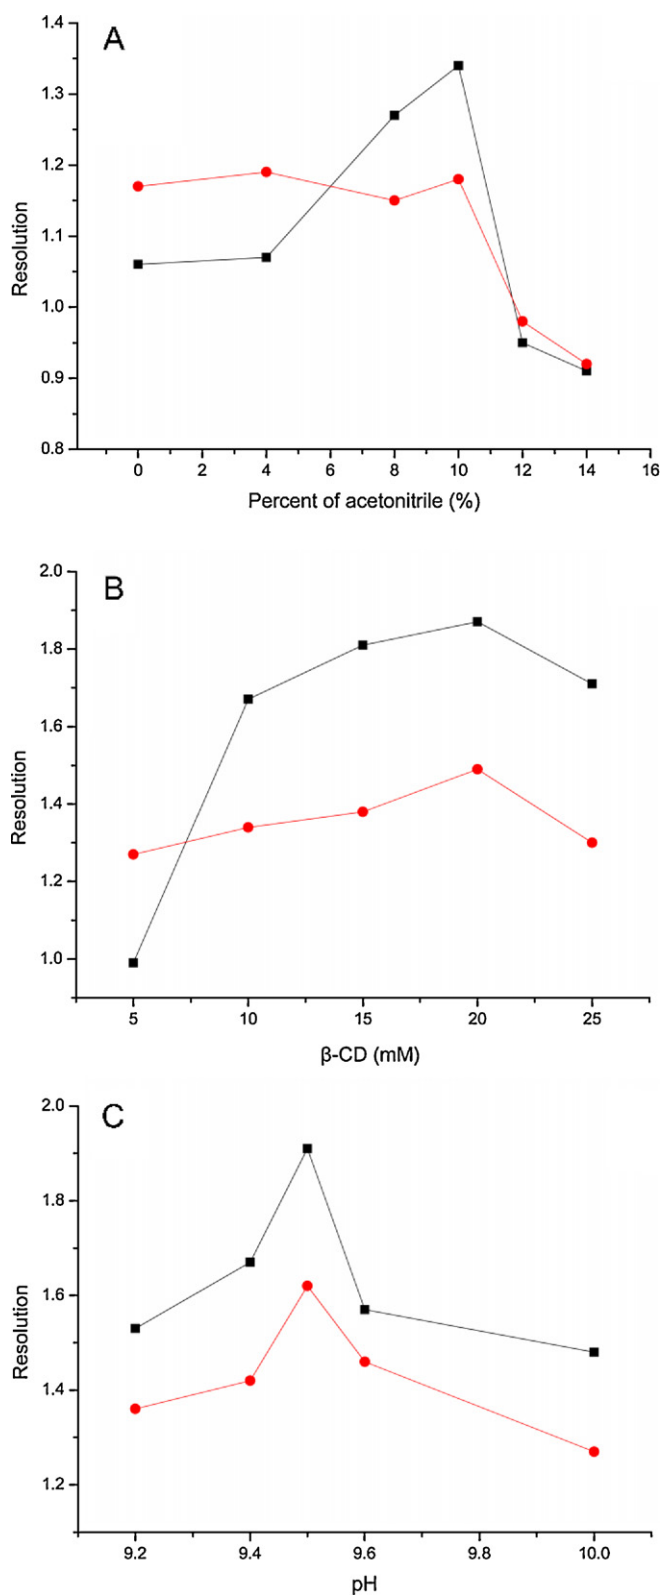 A
1.4
1.3
1.2
1.1
1.0
0.9
0.8
Resolution
0 2 4 6 8 10 12 14 16
Percent of acetonitrile (%)
B
2.0
1.8
1.6
1.4
1.2
1.0
Resolution
5 10 15 20 25
β-CD (mM)
C
2.0
1.8
1.6
1.4
1.2
Resolution
9.2 9.4 9.6 9.8 10.0
pH